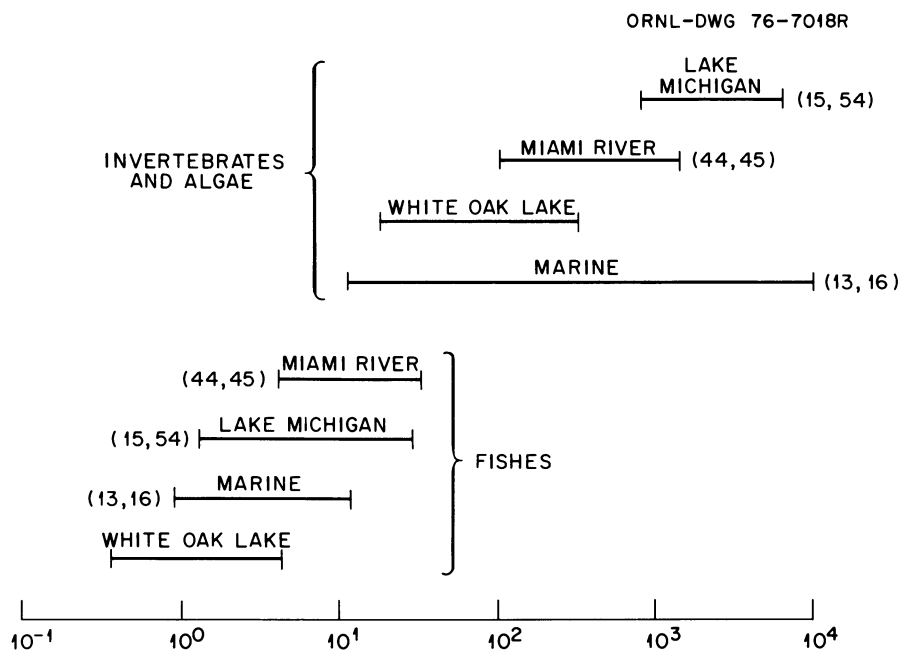 ORNL-DWG 76-7018R
LAKE
MICHIGAN (15, 54)
MIAMI RIVER (44,45)
INVERTEBRATES
AND ALGAE
WHITE OAK LAKE
MARINE (13, 16)
MIAMI RIVER
(44,45)
LAKE MICHIGAN
(15, 54)
FISHES
MARINE
(13,16)
WHITE OAK LAKE
10⁻¹ 10⁰ 10¹ 10² 10³ 10⁴